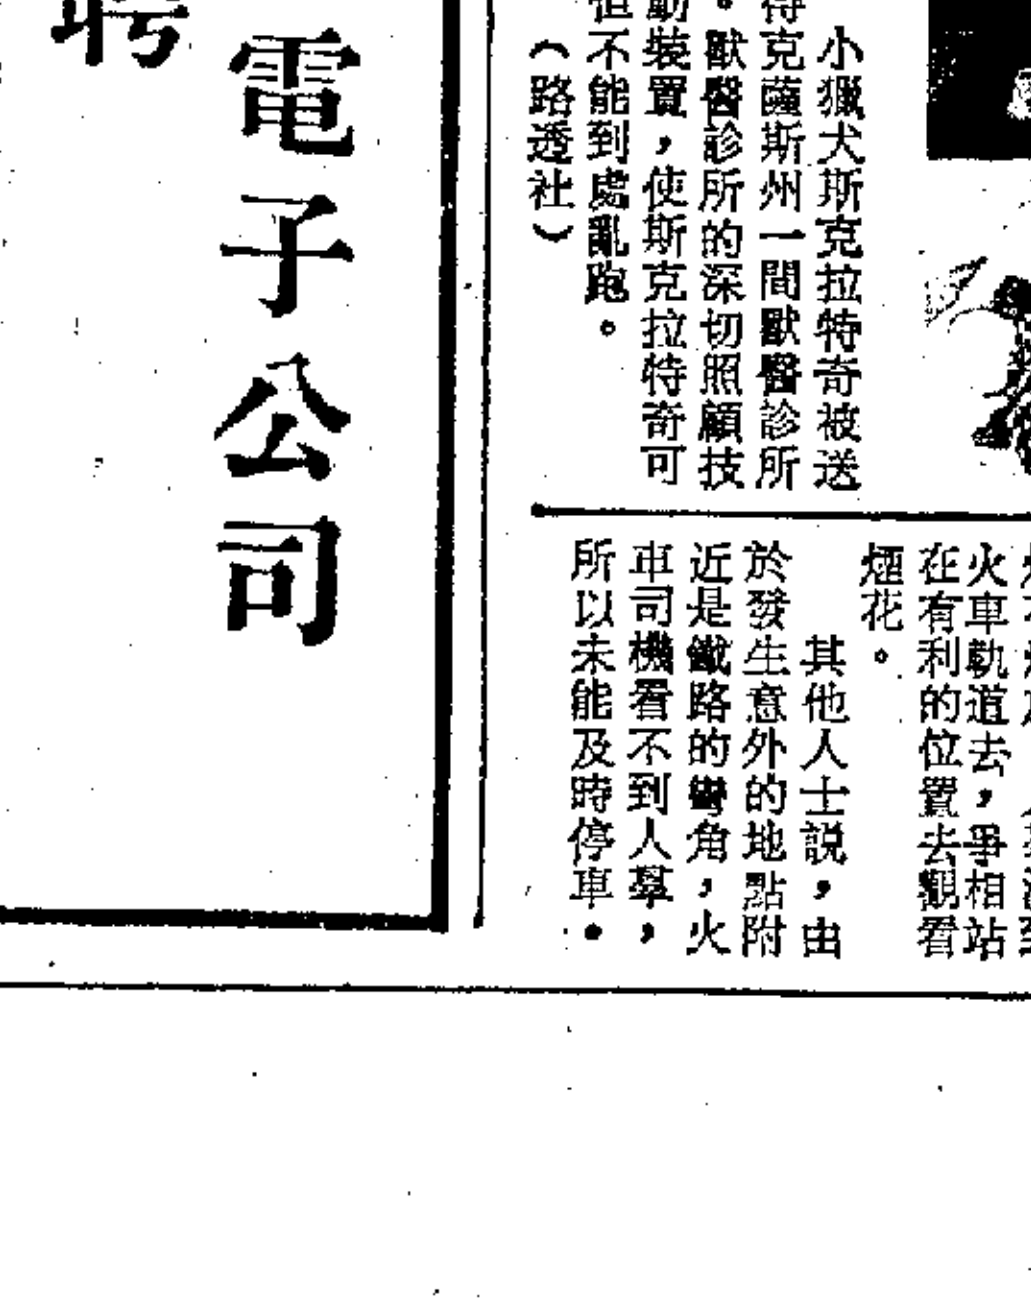 小獵犬斯克拉特奇被送
克薩斯州一間獸醫診所
。獸醫診所的深切照顧技
動裝置，使斯克拉特奇可
但不能到處亂跑。
（路透社）
火車軌道去，爭相站
在有利的位置去觀看
煙花。
其他人士説，由
於發生意外的地點附
近是鐵路的彎角，火
車司機看不到人羣，
所以未能及時停車。
電子公司
聘